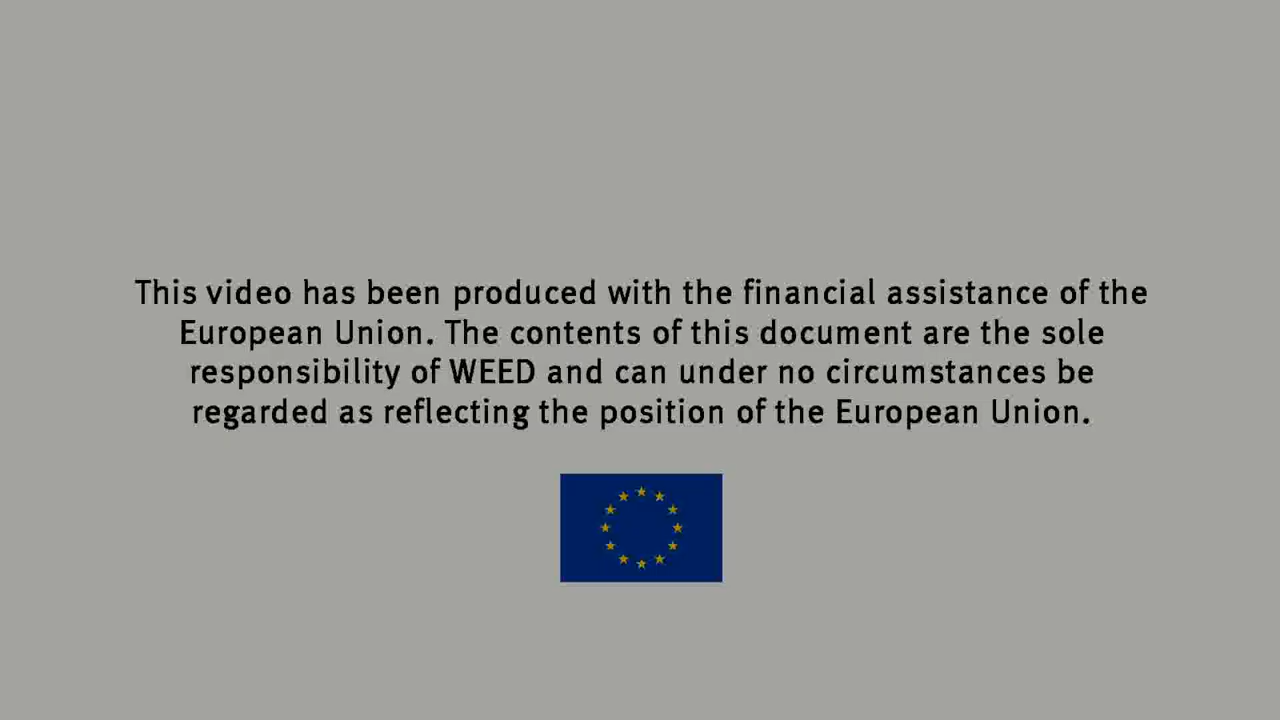 This video has been produced with the financial assistance of the
European Union. The contents of this document are the sole
responsibility of WEED and can under no circumstances be
regarded as reflecting the position of the European Union.